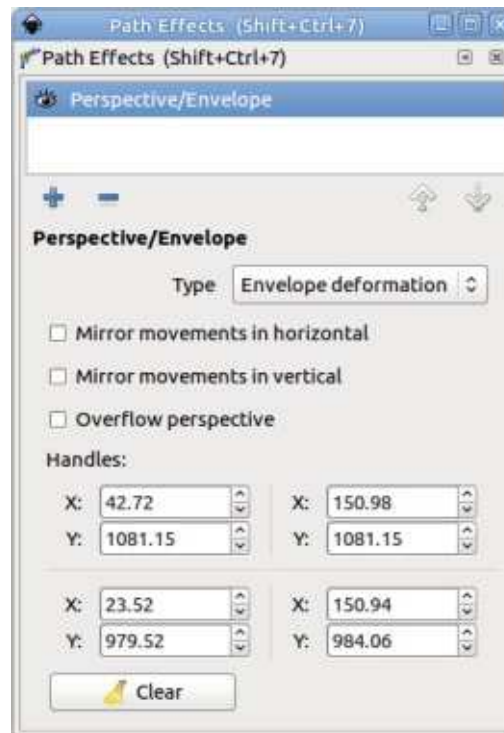 Path Effects (Shift+Ctrl+7)
Path Effects (Shift+Ctrl+7)
Perspective/Envelope
Perspective/Envelope
Type Envelope deformation
Mirror movements in horizontal
Mirror movements in vertical
Overflow perspective
Handles:
X: 42.72 X: 150.98
Y: 1081.15 Y: 1081.15
X: 23.52 X: 150.94
Y: 979.52 Y: 984.06
Clear